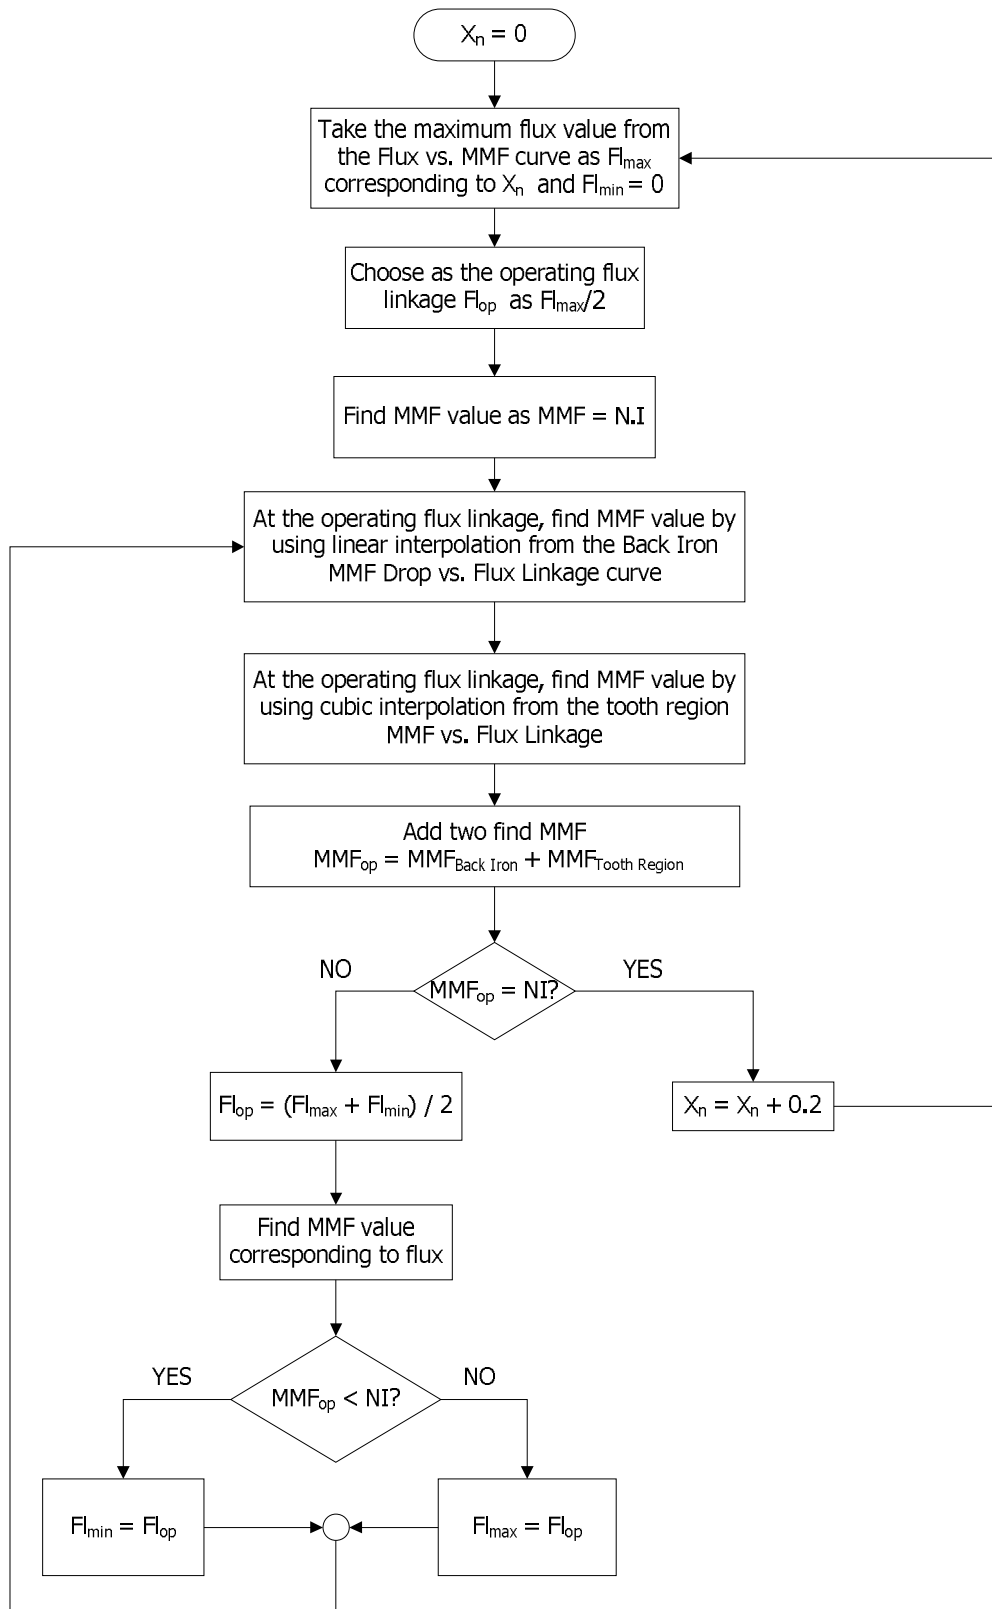 Xn = 0
Take the maximum flux value from
the Flux vs. MMF curve as Flmax
corresponding to Xn and Flmin = 0
Choose as the operating flux
linkage Flop as Flmax/2
Find MMF value as MMF = N.I
At the operating flux linkage, find MMF value by
using linear interpolation from the Back Iron
MMF Drop vs. Flux Linkage curve
At the operating flux linkage, find MMF value by
using cubic interpolation from the tooth region
MMF vs. Flux Linkage
Add two find MMF
MMFop = MMFBack Iron + MMFTooth Region
NO
YES
MMFop = NI?
Flop = (Flmax + Flmin) / 2
Xn = Xn + 0.2
Find MMF value
corresponding to flux
YES
NO
MMFop < NI?
Flmin = Flop
Flmax = Flop